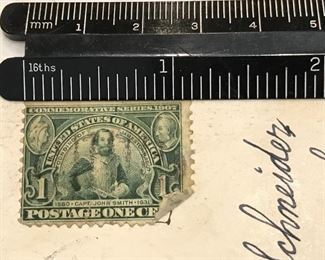 mm 1 2 3 4 5
16ths 1 2
COMMEMORATIVE SERIES 1907
UNITED STATES OF AMERICA
1 1
1580 CAPT. JOHN SMITH 1631
POSTAGE ONE CE
Schneider